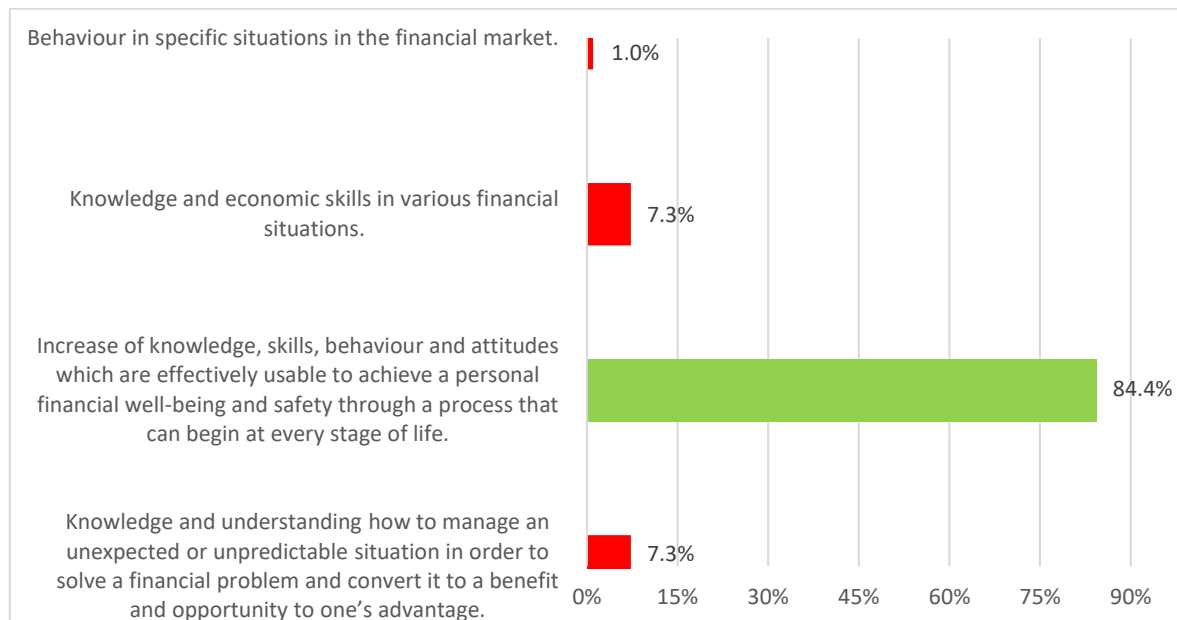 Behaviour in specific situations in the financial market.
1.0%
Knowledge and economic skills in various financial
situations.
7.3%
Increase of knowledge, skills, behaviour and attitudes
which are effectively usable to achieve a personal
financial well-being and safety through a process that
can begin at every stage of life.
84.4%
Knowledge and understanding how to manage an
unexpected or unpredictable situation in order to
solve a financial problem and convert it to a benefit
and opportunity to one’s advantage.
7.3%
0% 15% 30% 45% 60% 75% 90%